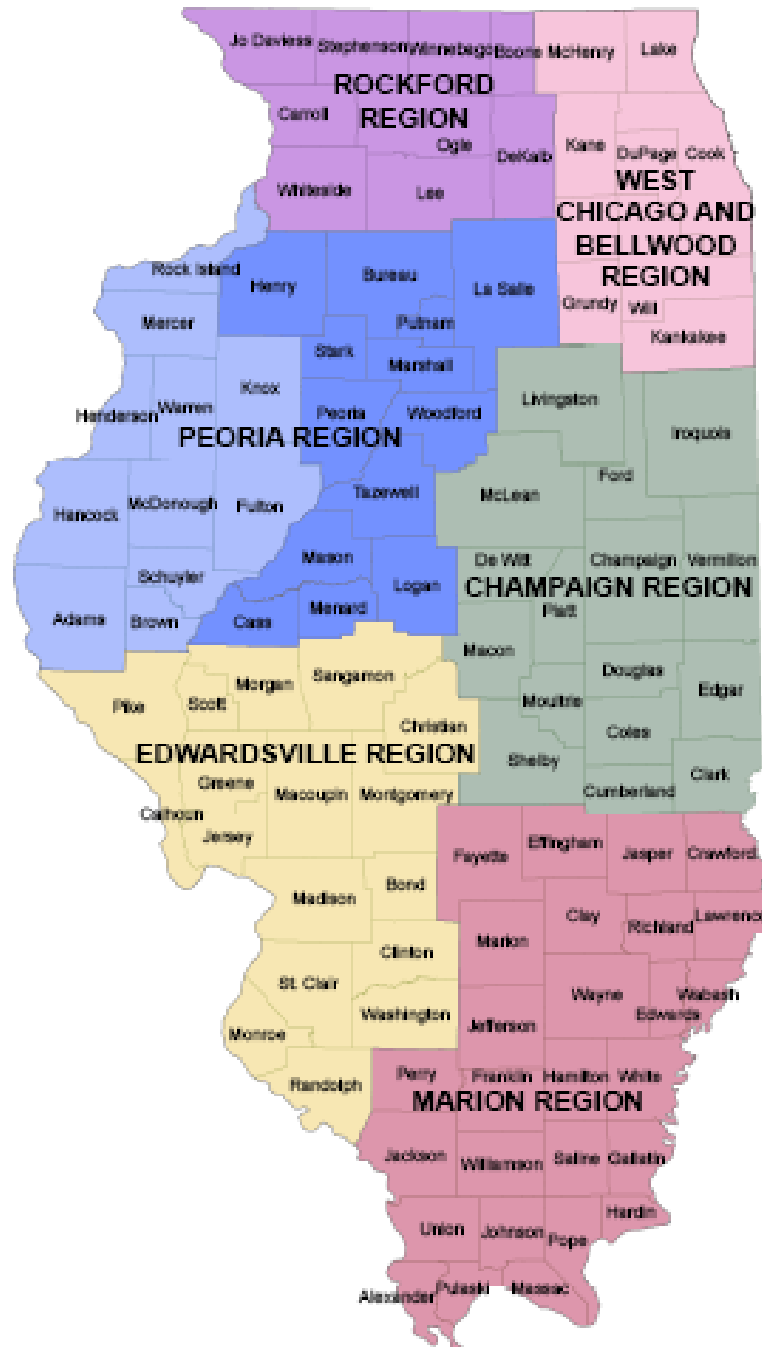 Jo Daviess Stephenson Winnebago Boone McHenry Lake
ROCKFORD
REGION
Carroll
Ogle
DeKalb
Kane
DuPage Cook
WEST
CHICAGO AND
BELLWOOD
REGION
Whiteside
Lee
Rock Island
Henry
Bureau
La Salle
Grundy
Will
Kankakee
Mercer
Putnam
Stark
Marshall
Knox
Henderson
Warren
Peoria
Woodford
Livingston
Iroquois
PEORIA REGION
Ford
Hancock
McDonough
Fulton
Tazewell
McLean
Mason
De Witt
Champaign
Vermilion
Schuyler
Logan
CHAMPAIGN REGION
Adams
Brown
Cass
Menard
Piatt
Macon
Sangamon
Morgan
Scott
Pike
Douglas
Edgar
Moultrie
Christian
Coles
EDWARDSVILLE REGION
Shelby
Clark
Greene
Macoupin
Montgomery
Cumberland
Calhoun
Jersey
Fayette
Effingham
Jasper
Crawford
Madison
Bond
Clay
Richland
Lawrenc
Marion
Clinton
St. Clair
Wayne
Wabash
Edwards
Washington
Jefferson
Monroe
Randolph
Perry
Franklin
Hamilton
White
MARION REGION
Jackson
Williamson
Saline
Gallatin
Hardin
Union
Johnson
Pope
Alexander
Pulaski
Massac